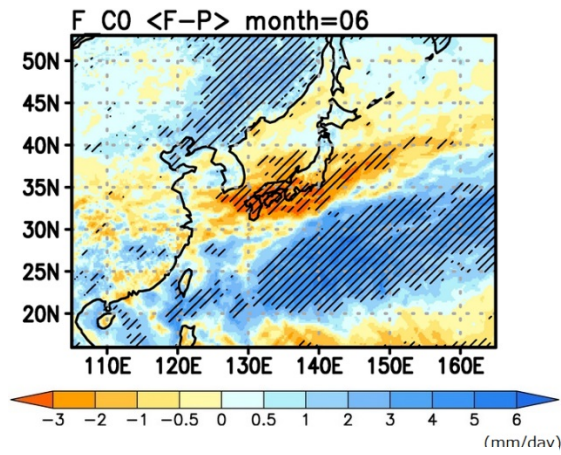 F C0 <F-P> month=06
50N
45N
40N
35N
30N
25N
20N
110E 120E 130E 140E 150E 160E
-3 -2 -1 -0.5 0 0.5 1 2 3 4 5 6
(mm/day)